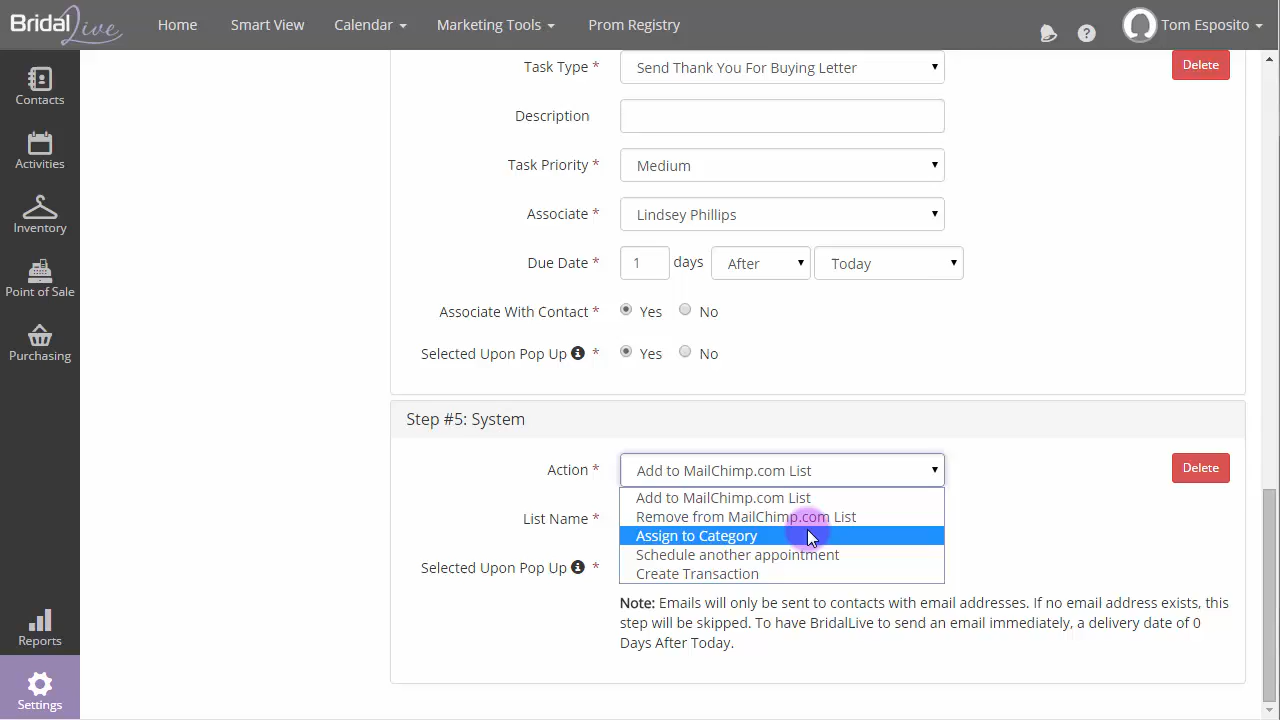 Bridal Live
Home
Smart View
Calendar
Marketing Tools
Prom Registry
?
Tom Esposito
Contacts
Activities
Inventory
Point of Sale
Purchasing
Reports
Settings
Task Type * Send Thank You For Buying Letter
Delete
Description
Task Priority * Medium
Associate * Lindsey Phillips
Due Date * 1 days After Today
Associate With Contact * Yes No
Selected Upon Pop Up * Yes No
Step #5: System
Action * Add to MailChimp.com List
Delete
Add to MailChimp.com List
List Name * Remove from MailChimp.com List
Assign to Category
Schedule another appointment
Selected Upon Pop Up * Create Transaction
Note: Emails will only be sent to contacts with email addresses. If no email address exists, this
step will be skipped. To have BridalLive to send an email immediately, a delivery date of 0
Days After Today.